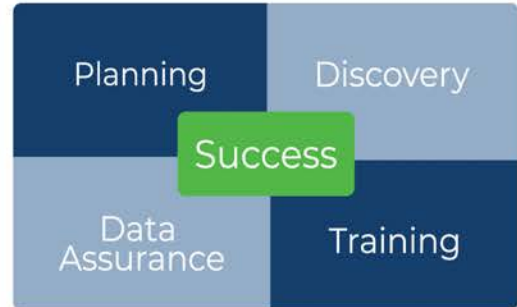 Planning
Discovery
Success
Data
Assurance
Training